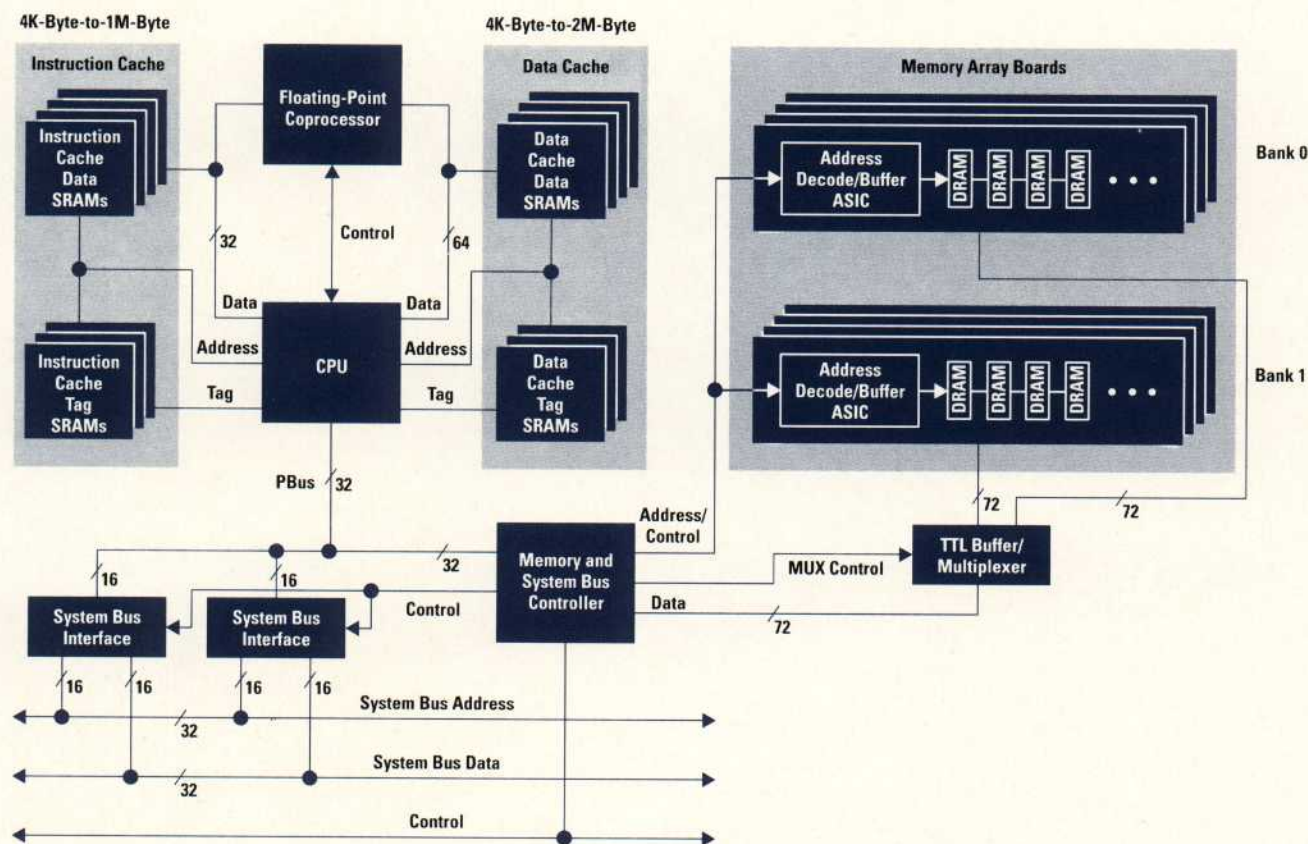 4K-Byte-to-1M-Byte
4K-Byte-to-2M-Byte
Instruction Cache
Data Cache
Memory Array Boards
Floating-Point
Coprocessor
Instruction
Cache
Data
SRAMs
Data
Cache
Data
SRAMs
Address
Decode/Buffer
ASIC
DRAM
DRAM
DRAM
DRAM
Bank 0
32
Control
64
Data
Data
Address
Address
CPU
Tag
Tag
Instruction
Cache
Tag
SRAMs
Data
Cache
Tag
SRAMs
Address
Decode/Buffer
ASIC
DRAM
DRAM
DRAM
DRAM
Bank 1
PBus
32
72
72
Address/
Control
TTL Buffer/
Multiplexer
16
16
32
Memory and
System Bus
Controller
MUX Control
Control
Data
72
System Bus
Interface
System Bus
Interface
16
16
16
16
System Bus Address
32
System Bus Data
32
Control